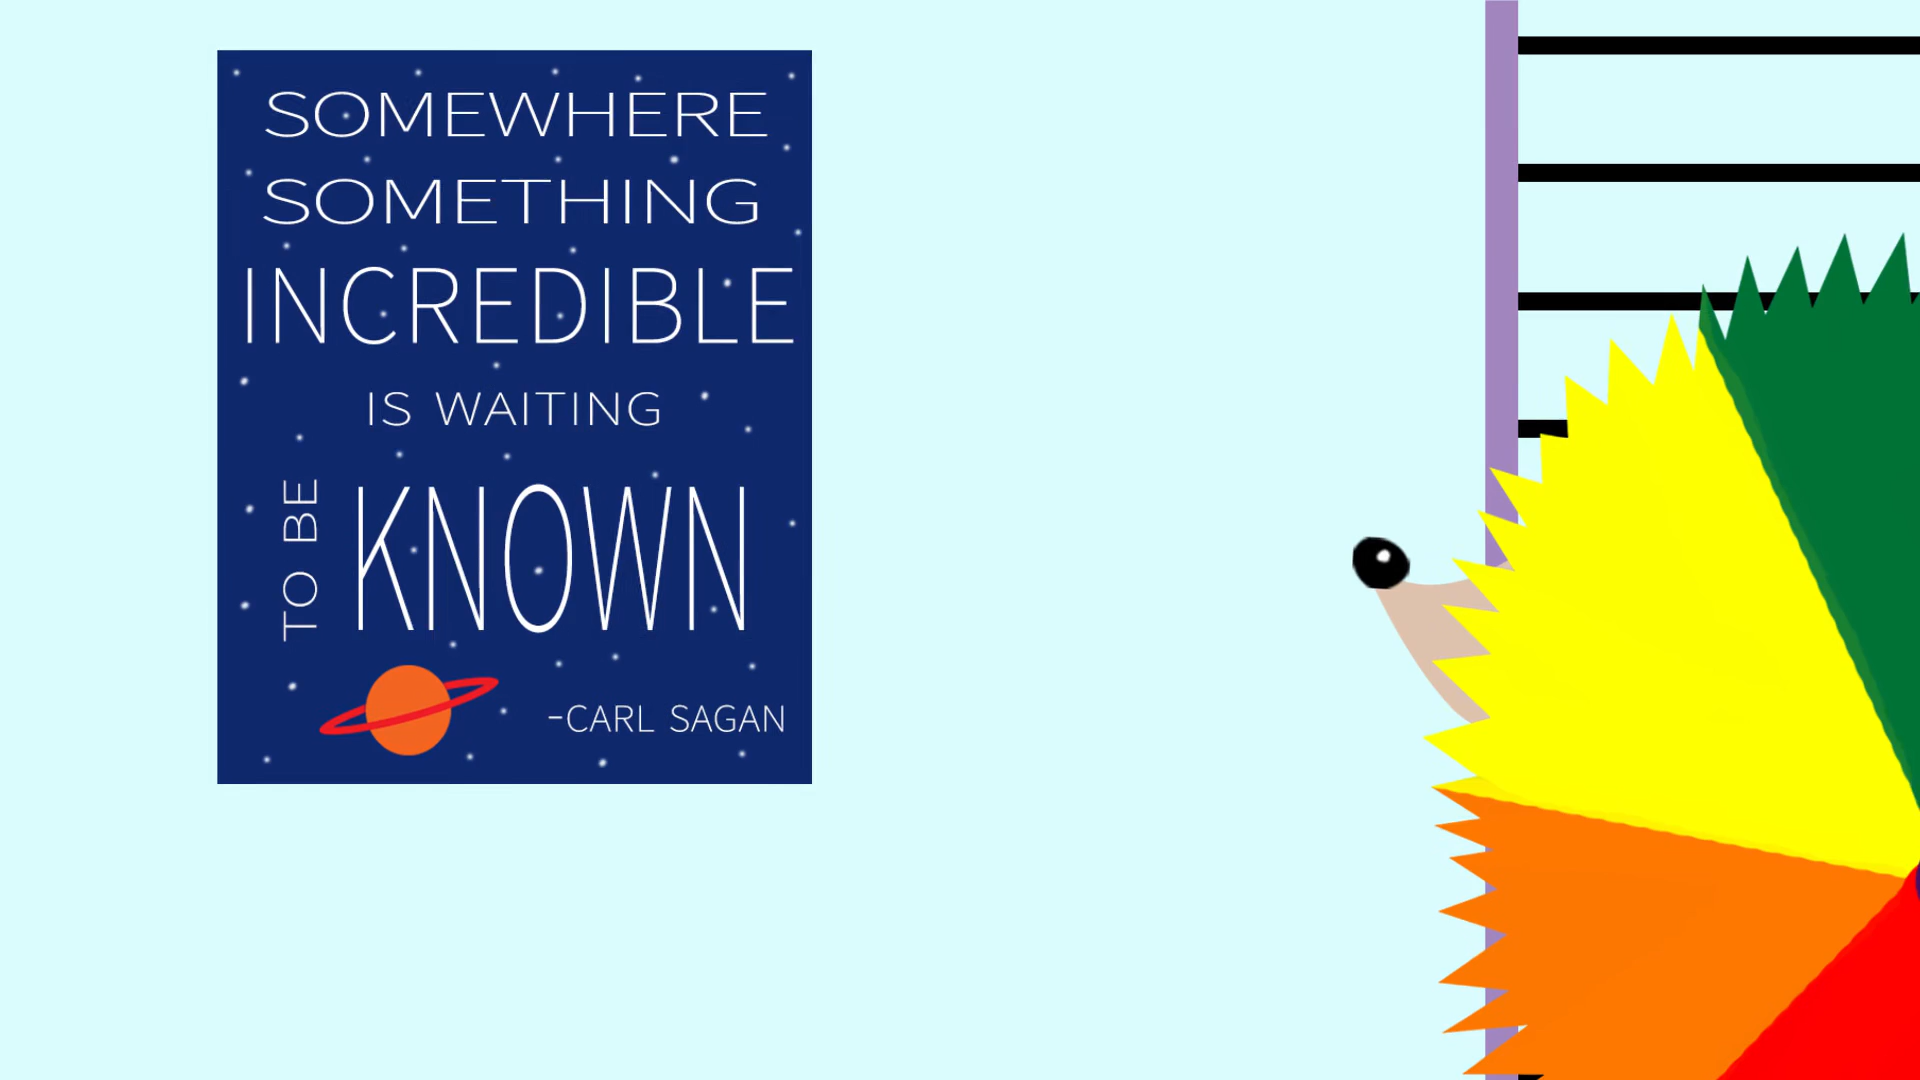 SOMEWHERE
SOMETHING
INCREDIBLE
IS WAITING
TO BE
KNOWN
-CARL SAGAN